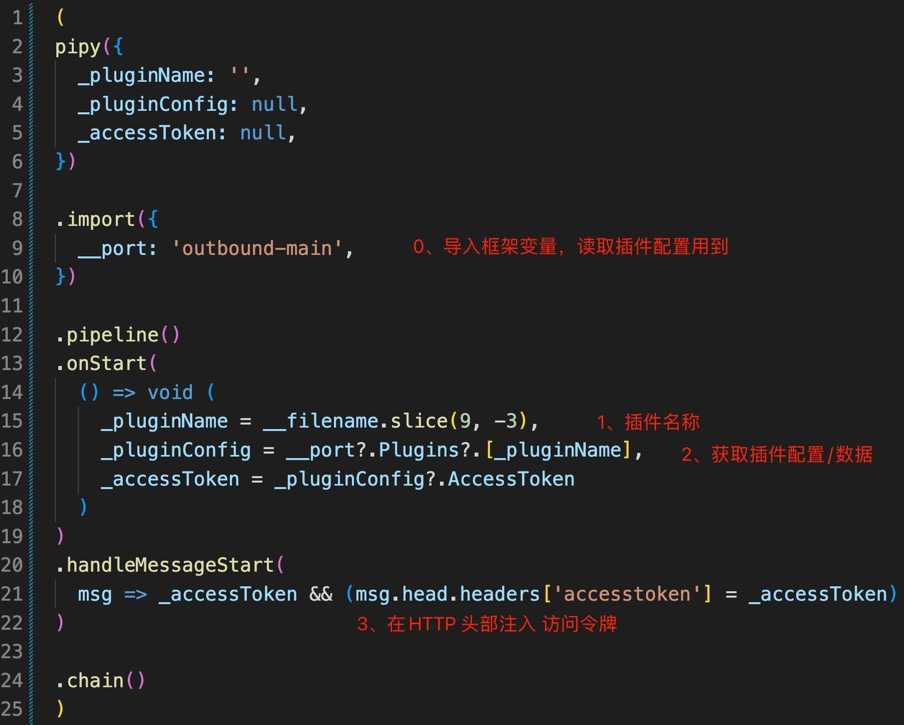 1 (
2 pipy({
3   _pluginName: '',
4   _pluginConfig: null,
5   _accessToken: null,
6 })
7
8 .import({
9   __port: 'outbound-main', 0、导入框架变量，读取插件配置用到
10 })
11
12 .pipeline()
13 .onStart(
14   () => void (
15     _pluginName = __filename.slice(9, -3), 1、插件名称
16     _pluginConfig = __port?.Plugins?.[_pluginName], 2、获取插件配置/数据
17     _accessToken = _pluginConfig?.AccessToken
18   )
19 )
20 .handleMessageStart(
21   msg => _accessToken && (msg.head.headers['accesstoken'] = _accessToken)
22 ) 3、在HTTP 头部注入 访问令牌
23
24 .chain()
25 )